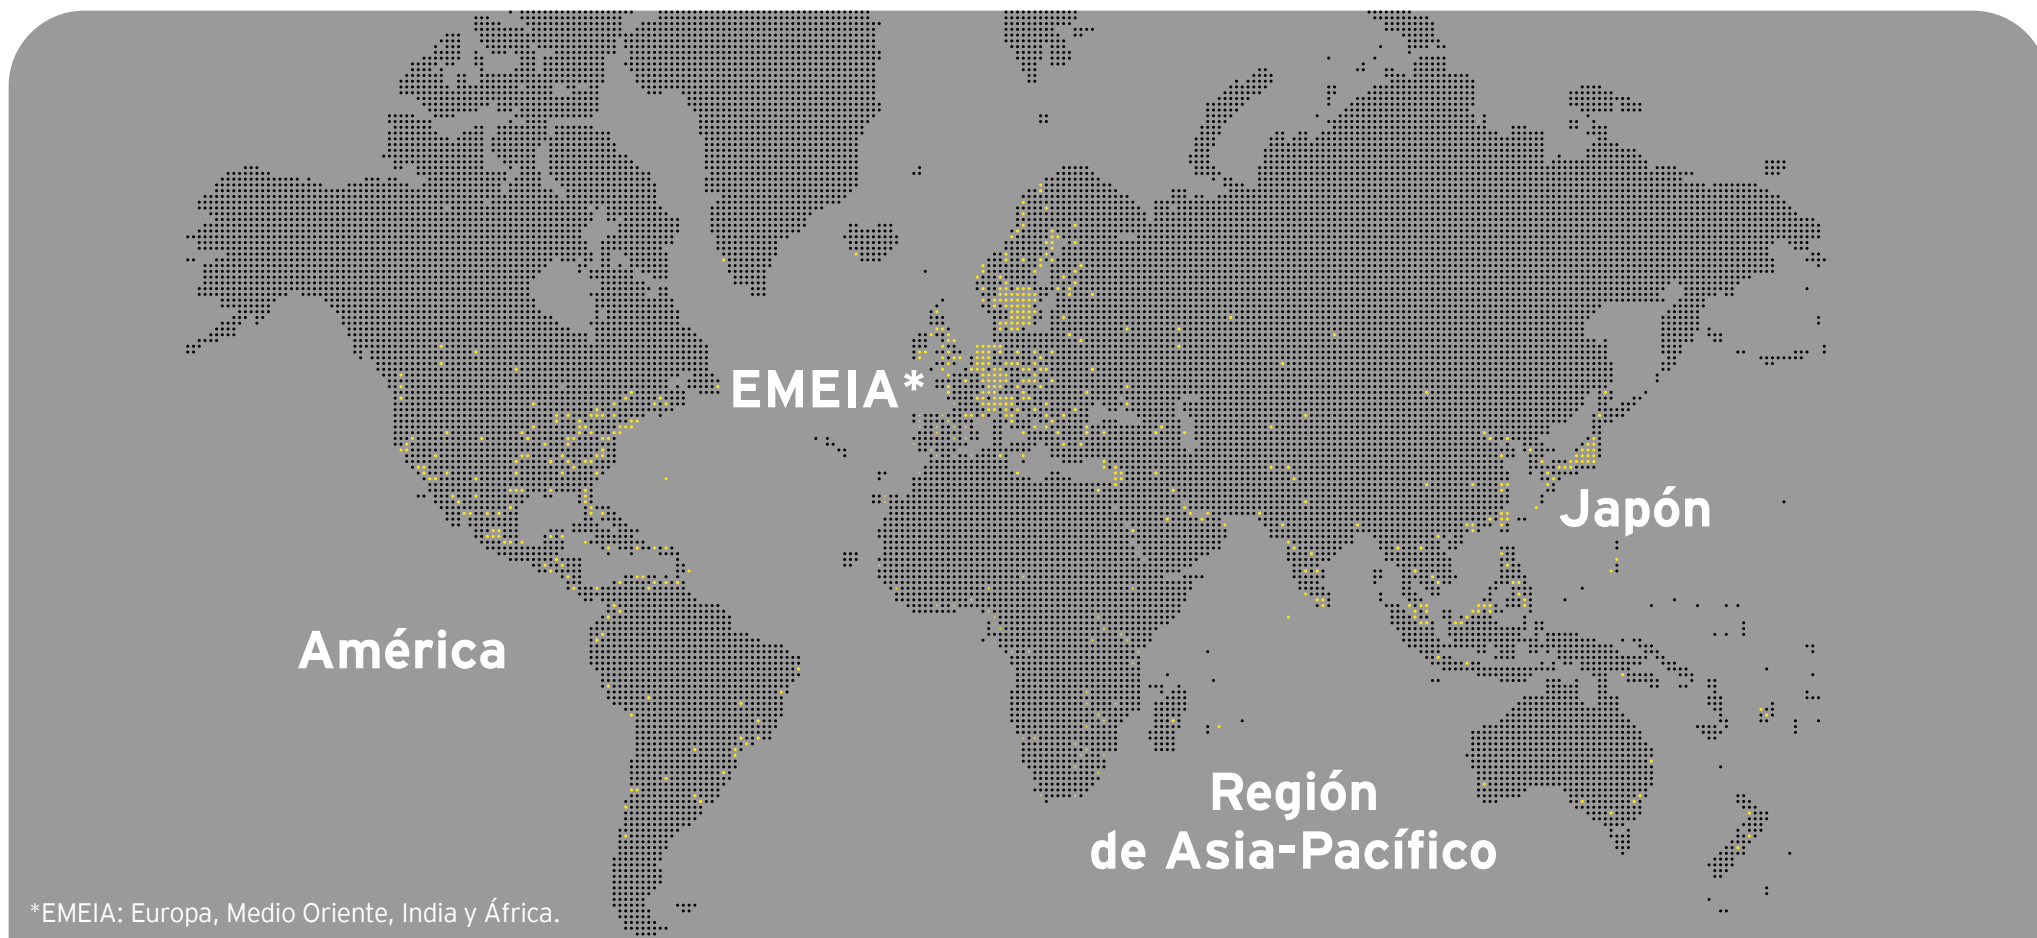 EMEIA*
Japón
América
Región
de Asia-Pacífico
*EMEIA: Europa, Medio Oriente, India y África.